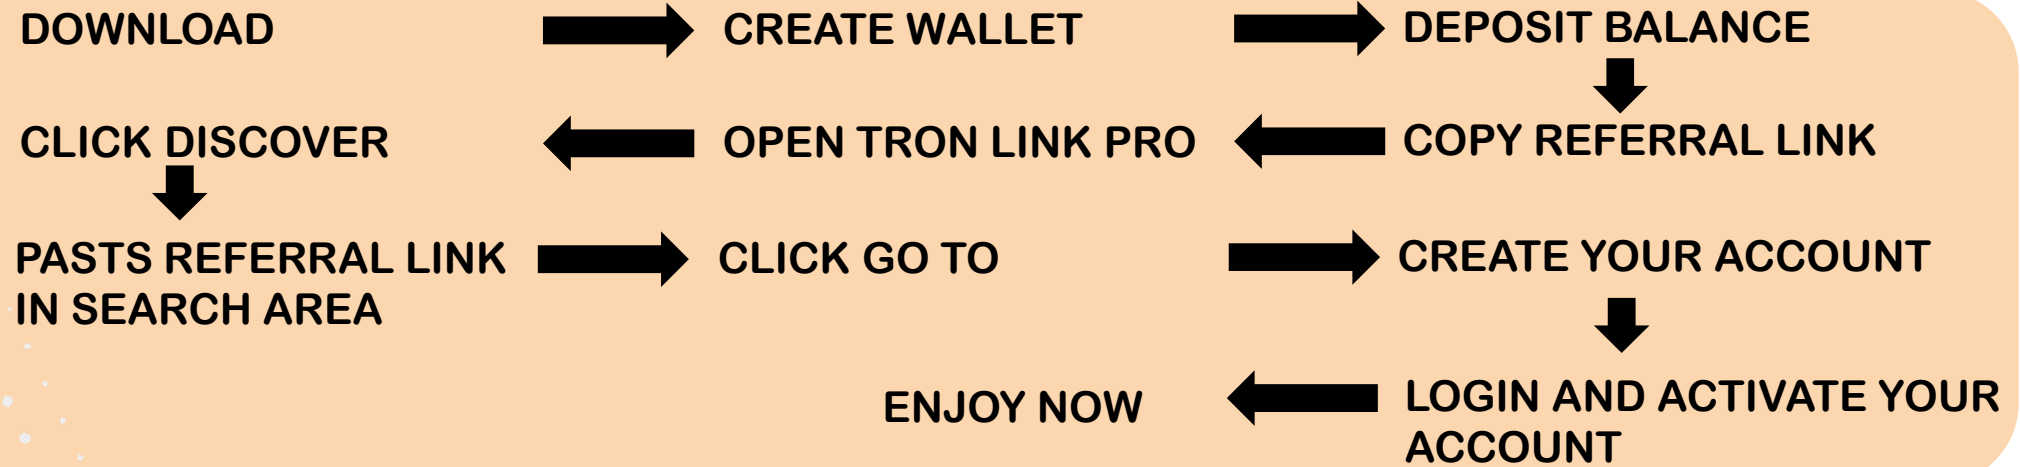 DOWNLOAD
CREATE WALLET
DEPOSIT BALANCE
COPY REFERRAL LINK
OPEN TRON LINK PRO
CLICK DISCOVER
PASTS REFERRAL LINK
IN SEARCH AREA
CLICK GO TO
CREATE YOUR ACCOUNT
LOGIN AND ACTIVATE YOUR
ACCOUNT
ENJOY NOW